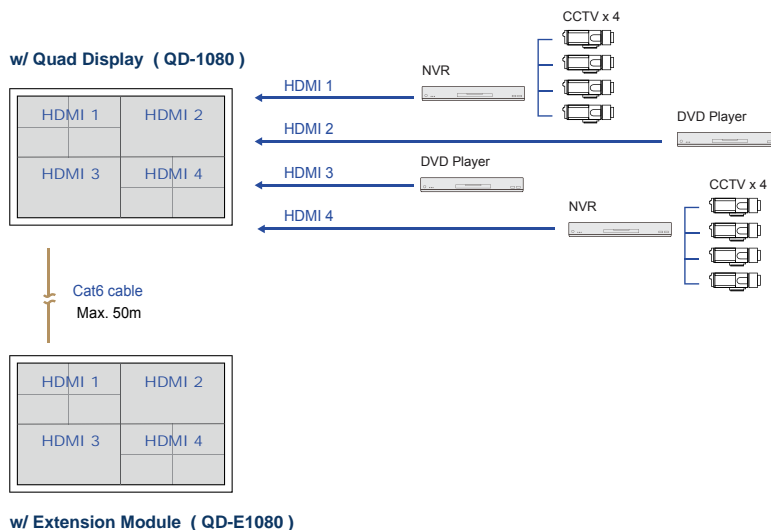 CCTV x 4
w/ Quad Display ( QD-1080 )
NVR
HDMI 1
HDMI 1 HDMI 2
HDMI 2
DVD Player
HDMI 3 HDMI 4
HDMI 3
DVD Player
CCTV x 4
HDMI 4
NVR
Cat6 cable
Max. 50m
HDMI 1 HDMI 2
HDMI 3 HDMI 4
w/ Extension Module ( QD-E1080 )